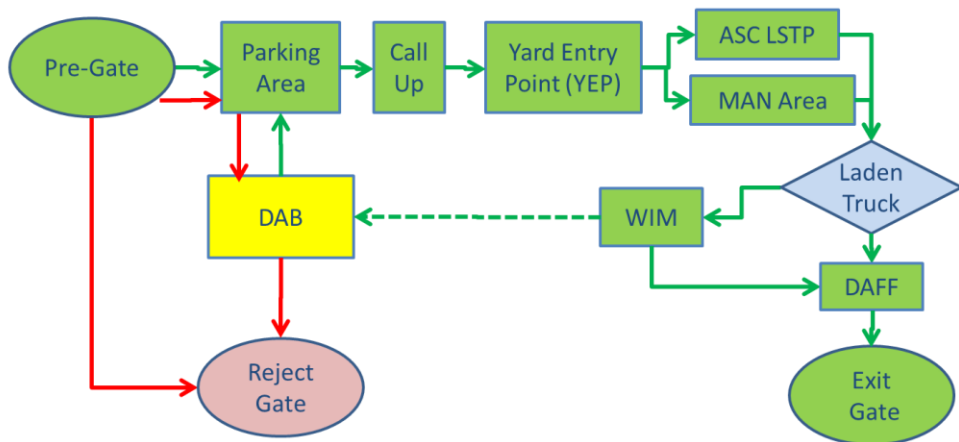 Pre-Gate
Parking
Area
Call
Up
Yard Entry
Point (YEP)
ASC LSTP
MAN Area
Laden
Truck
DAB
WIM
DAFF
Reject
Gate
Exit
Gate